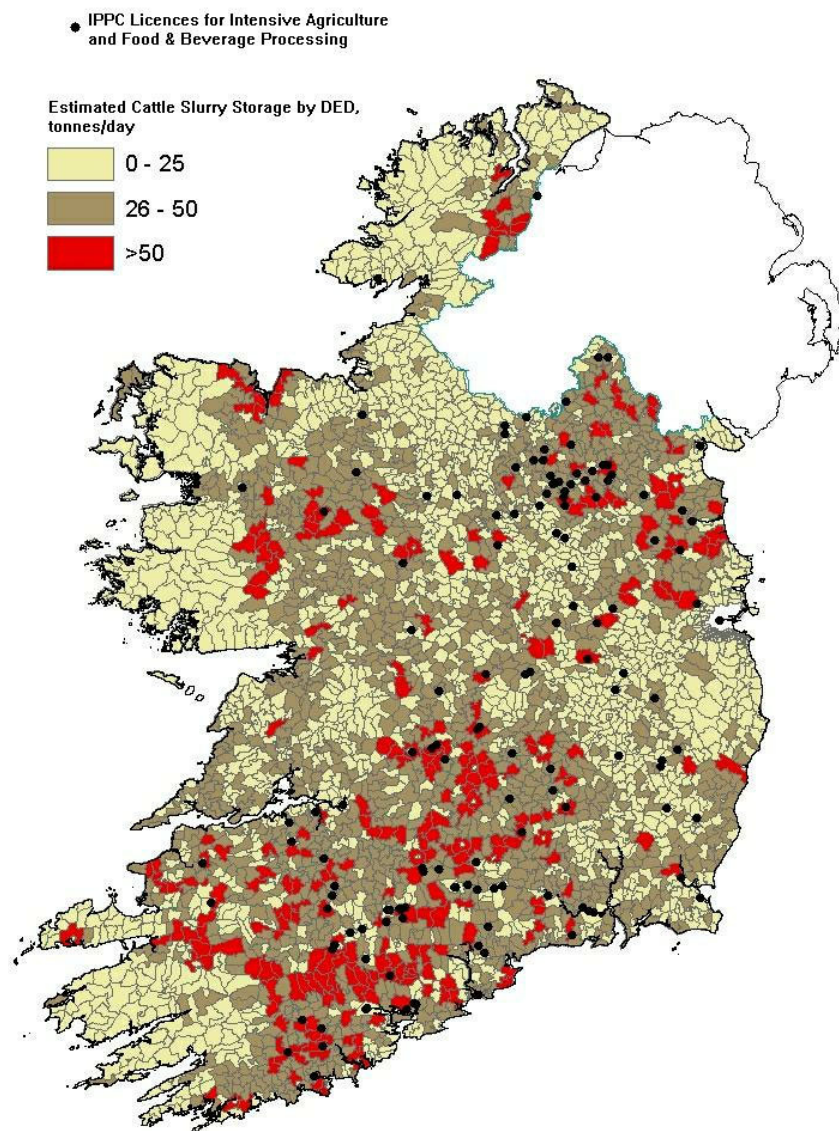 IPPC Licences for Intensive Agriculture
and Food & Beverage Processing
Estimated Cattle Slurry Storage by DED,
tonnes/day
0 - 25
26 - 50
>50